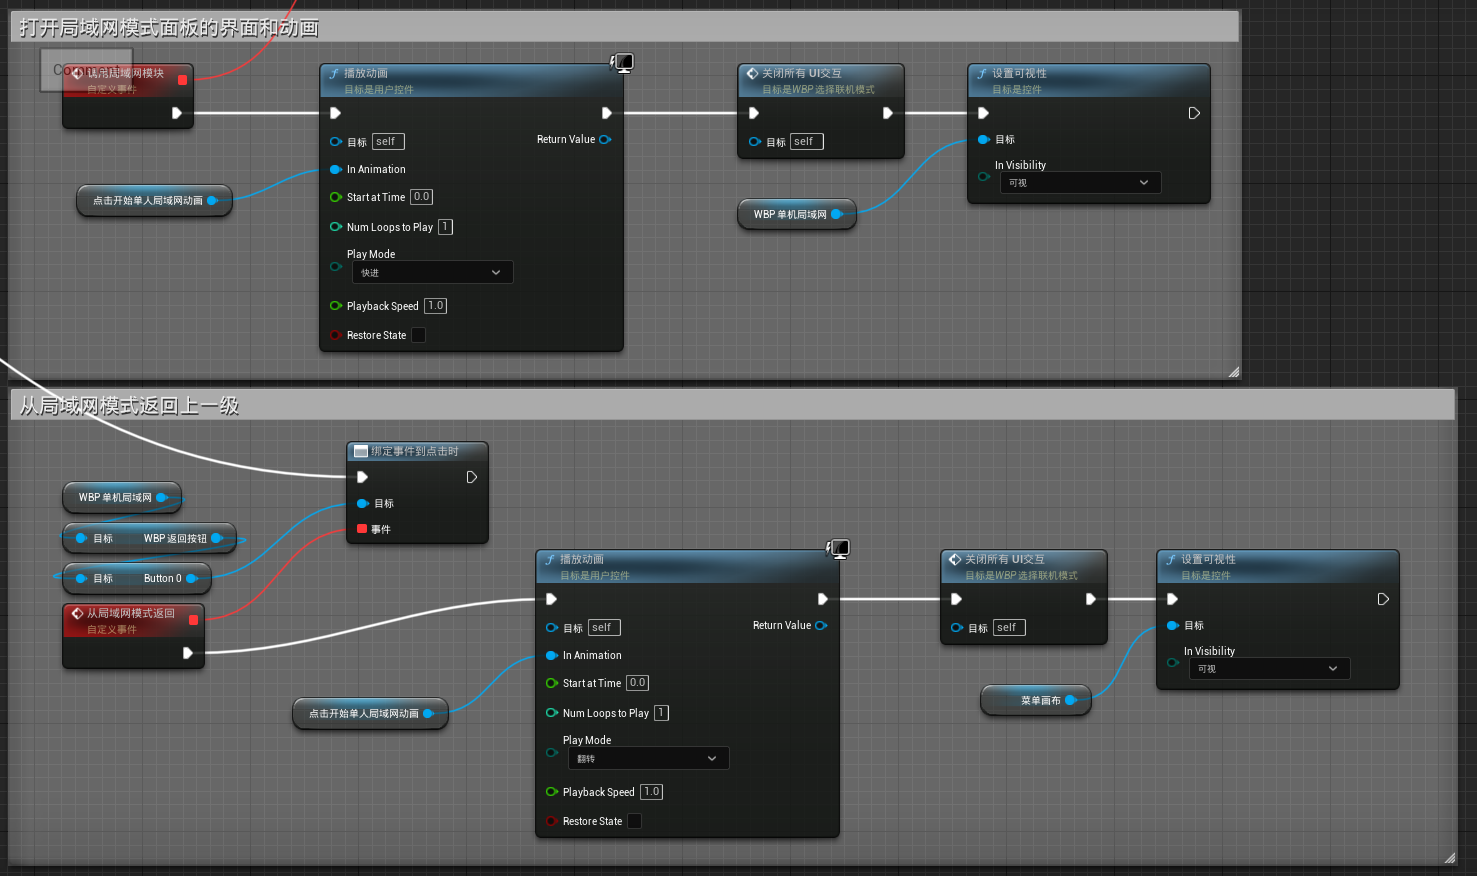 打开局域网模式面板的界面和动画
Comment
局域网模块
自定义事件
播放动画
目标是用户控件
目标 self
Return Value
In Animation
点击开始单人局域网动画
Start at Time 0.0
Num Loops to Play 1
Play Mode
快进
Playback Speed 1.0
Restore State
关闭所有 UI交互
目标是WBP 选择联机模式
目标 self
WBP 单机局域网
设置可视性
目标是控件
目标
In Visibility
可视
从局域网模式返回上一级
绑定事件到点击时
目标
事件
WBP 单机局域网
目标 WBP 返回按钮
目标 Button 0
从局域网模式返回
自定义事件
播放动画
目标是用户控件
目标 self
Return Value
In Animation
点击开始单人局域网动画
Start at Time 0.0
Num Loops to Play 1
Play Mode
翻转
Playback Speed 1.0
Restore State
关闭所有 UI交互
目标是WBP 选择联机模式
目标 self
菜单画布
设置可视性
目标是控件
目标
In Visibility
可视